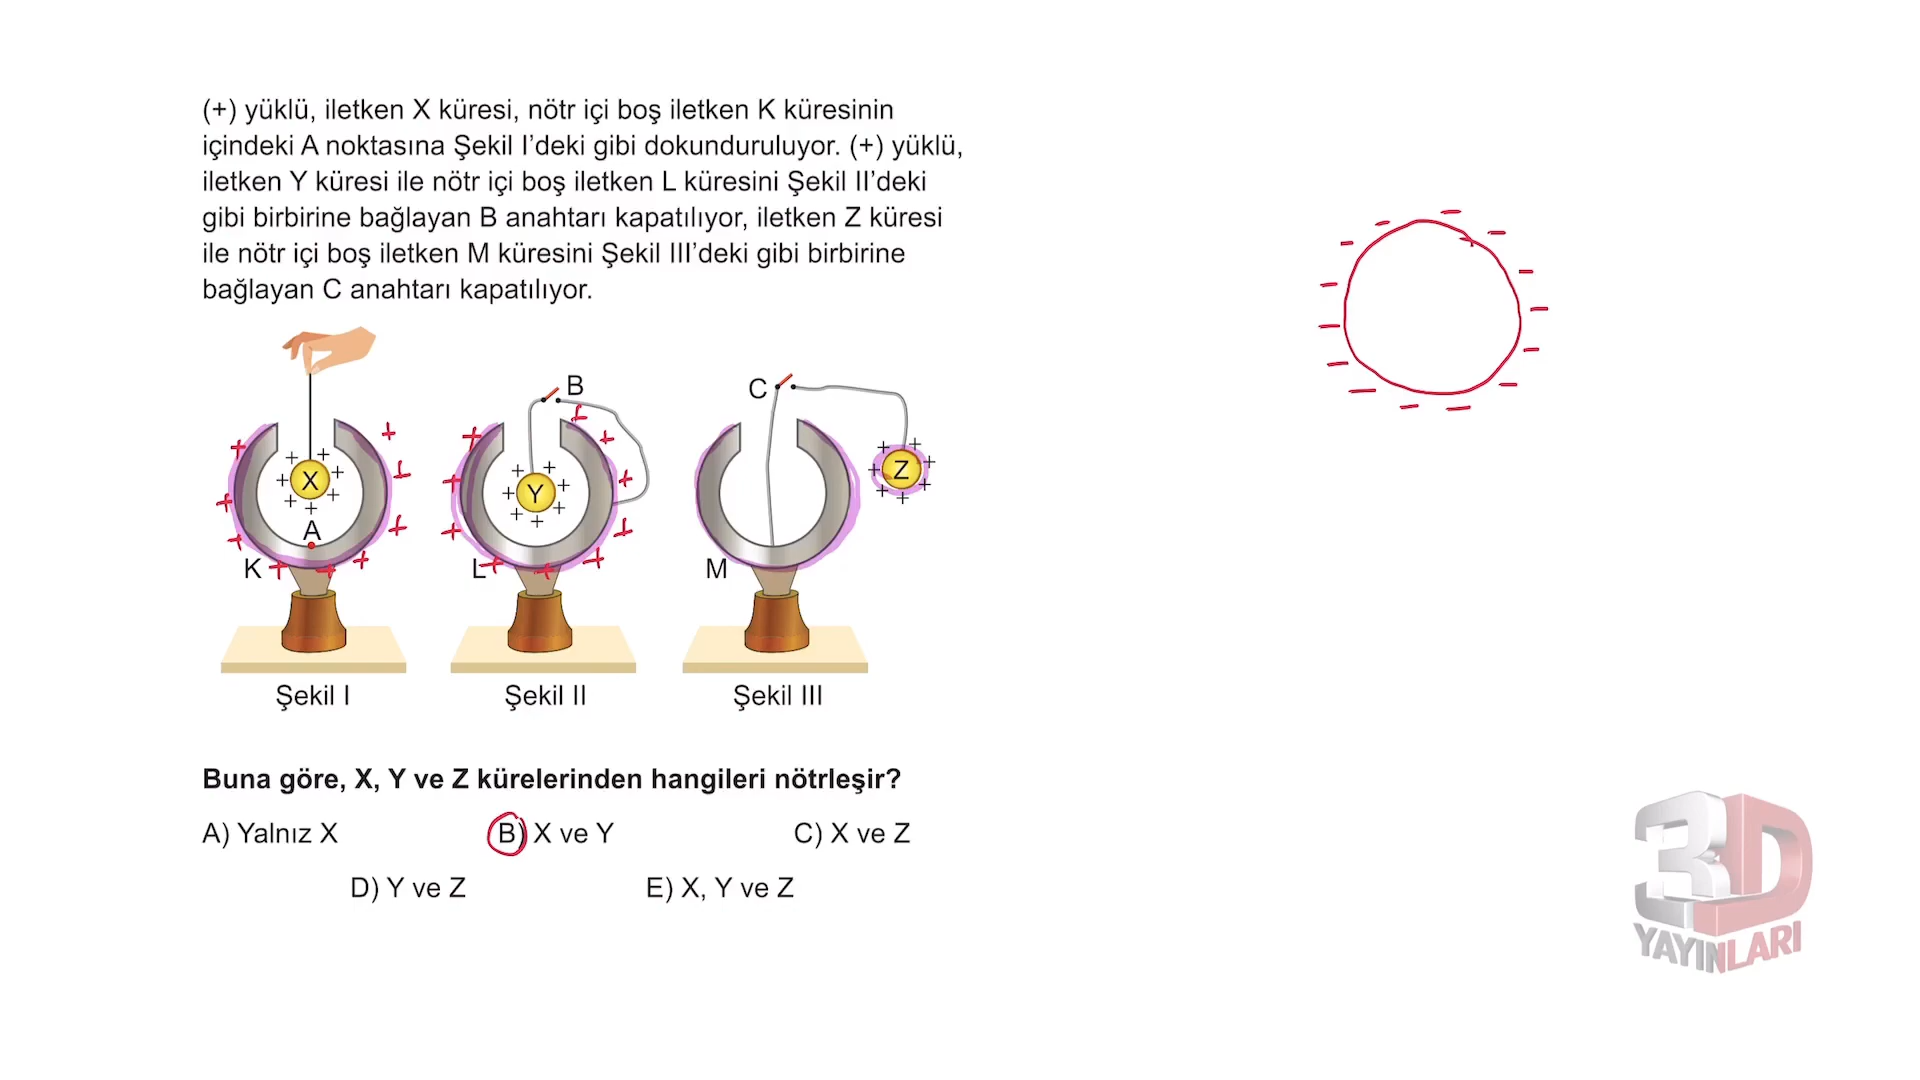 (+) yüklü, iletken X küresi, nötr içi boş iletken K küresinin
içindeki A noktasına Şekil I’deki gibi dokunduruluyor. (+) yüklü,
iletken Y küresi ile nötr içi boş iletken L küresini Şekil II’deki
gibi birbirine bağlayan B anahtarı kapatılıyor, iletken Z küresi
ile nötr içi boş iletken M küresini Şekil III’deki gibi birbirine
bağlayan C anahtarı kapatılıyor.
B
C
X
Y
Z
A
K
L
M
Şekil I
Şekil II
Şekil III
Buna göre, X, Y ve Z kürelerinden hangileri nötrleşir?
A) Yalnız X
B) X ve Y
C) X ve Z
D) Y ve Z
E) X, Y ve Z
3D
YAYINLARI